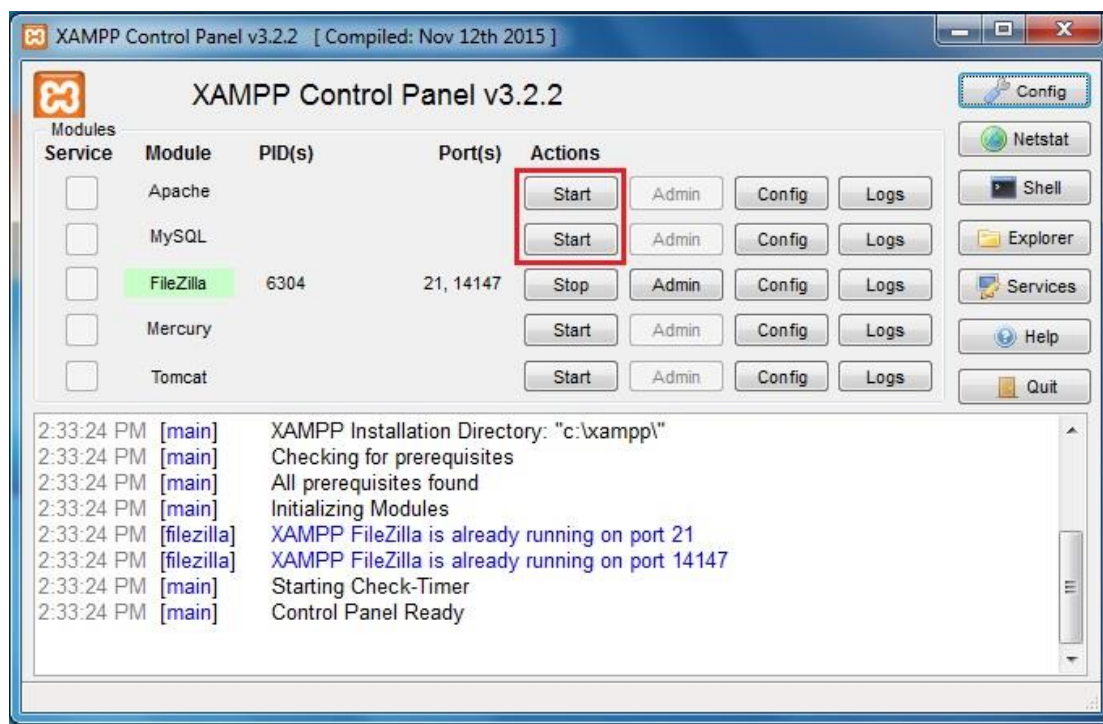 XAMPP Control Panel v3.2.2 [ Compiled: Nov 12th 2015 ]
XAMPP Control Panel v3.2.2
Config
Modules
Service Module PID(s) Port(s) Actions
Netstat
Apache Start Admin Config Logs
Shell
MySQL Start Admin Config Logs
Explorer
FileZilla 6304 21, 14147 Stop Admin Config Logs
Services
Mercury Start Admin Config Logs
Help
Tomcat Start Admin Config Logs
Quit
2:33:24 PM [main] XAMPP Installation Directory: "c:\xampp\"
2:33:24 PM [main] Checking for prerequisites
2:33:24 PM [main] All prerequisites found
2:33:24 PM [main] Initializing Modules
2:33:24 PM [filezilla] XAMPP FileZilla is already running on port 21
2:33:24 PM [filezilla] XAMPP FileZilla is already running on port 14147
2:33:24 PM [main] Starting Check-Timer
2:33:24 PM [main] Control Panel Ready